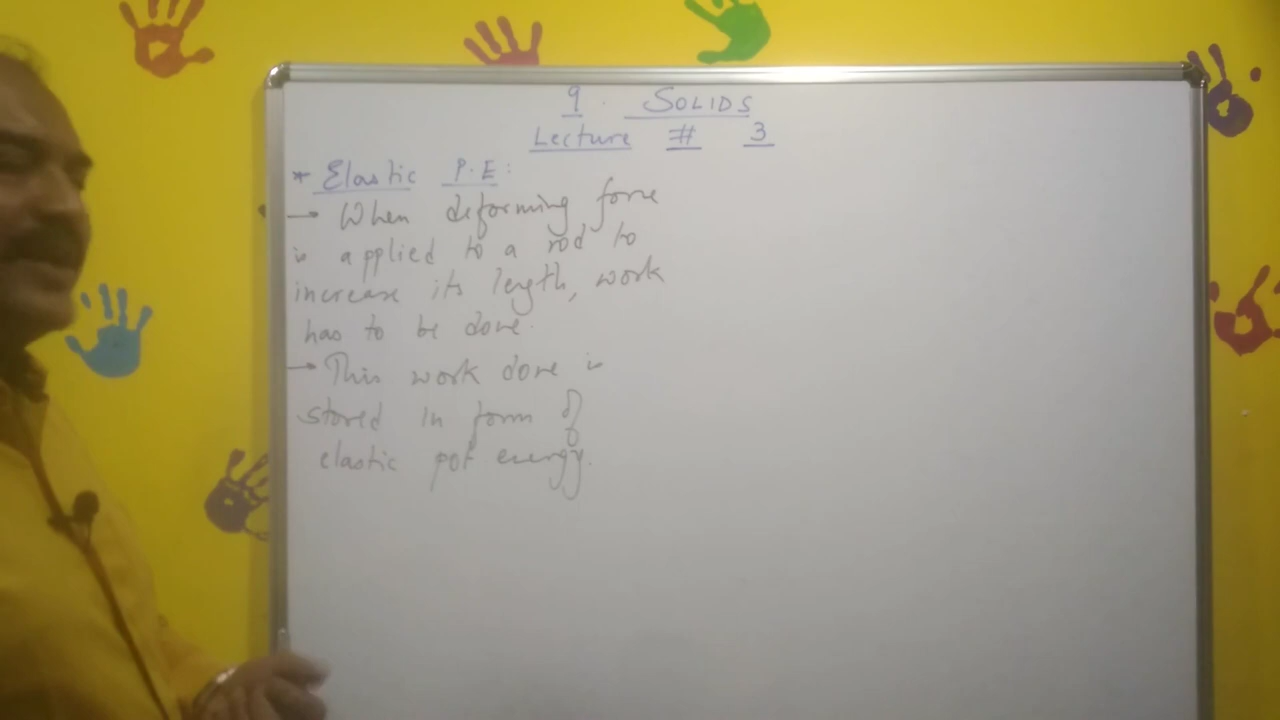 9. SOLIDS
Lecture # 3
* Elastic P.E:
→ When deforming force
is applied to a rod to
increase its length, work
has to be done.
→ This work done is
stored in form of
elastic pot energy.